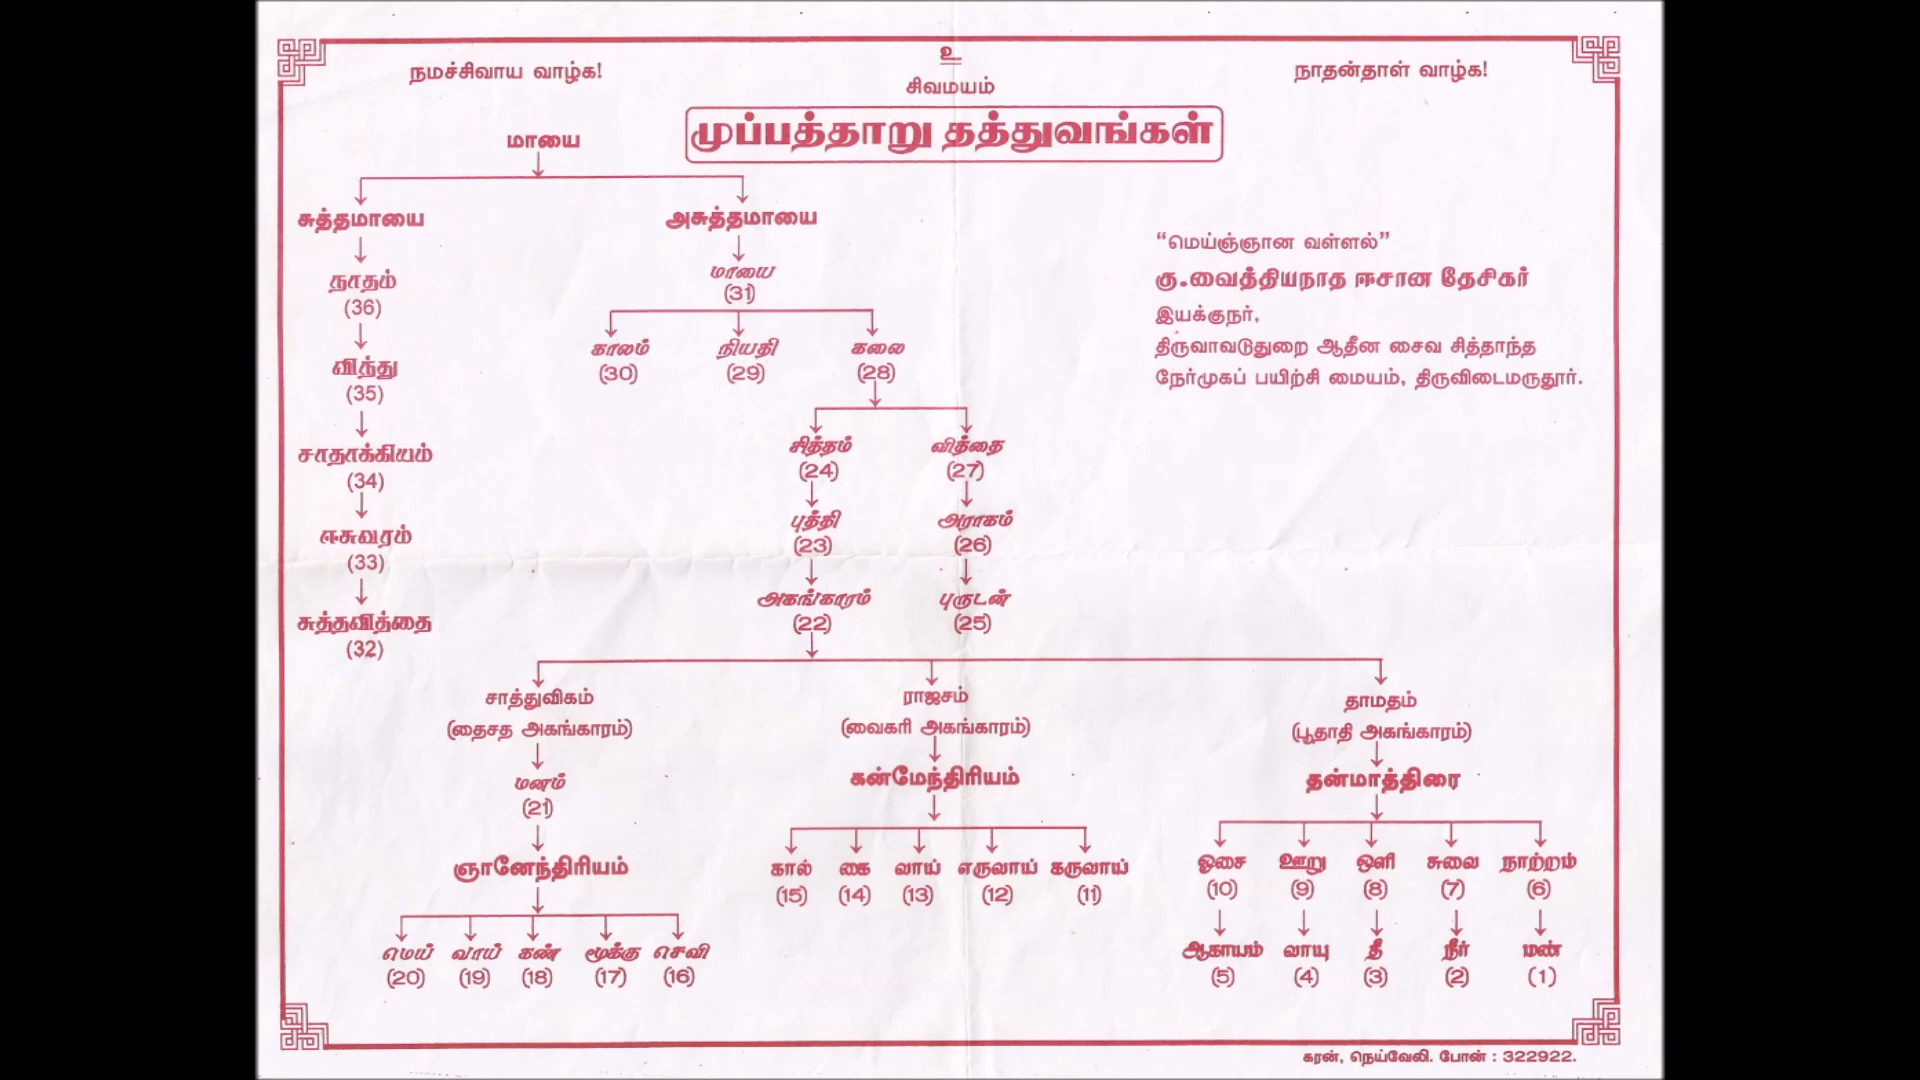 உ
நமச்சிவாய வாழ்க! நாதன்தாள் வாழ்க!
சிவமயம்
முப்பத்தாறு தத்துவங்கள்
மாயை
சுத்தமாயை அசுத்தமாயை
“மெய்ஞ்ஞான வள்ளல்”
கு.வைத்தியநாத ஈசான தேசிகர்
இயக்குநர்,
திருவாவடுதுறை ஆதீன சைவ சித்தாந்த
நேர்முகப் பயிற்சி மையம், திருவிடைமருதூர்.
நாதம் மாயை
(36) (31)
விந்து காலம் நியதி கலை
(35) (30) (29) (28)
சாதாக்கியம் சித்தம் வித்தை
(34) (24) (27)
ஈசுவரம் புத்தி அராகம்
(33) (23) (26)
சுத்தவித்தை அகங்காரம் புருடன்
(32) (22) (25)
சாத்துவிகம் ராஜசம் தாமதம்
(தைசத அகங்காரம்) (வைகரி அகங்காரம்) (பூதாதி அகங்காரம்)
மனம் கன்மேந்திரியம் தன்மாத்திரை
(21)
ஞானேந்திரியம் கால் கை வாய் எருவாய் கருவாய் ஓசை ஊறு ஒளி சுவை நாற்றம்
(15) (14) (13) (12) (11) (10) (9) (8) (7) (6)
மெய் வாய் கண் மூக்கு செவி ஆகாயம் வாயு தீ நீர் மண்
(20) (19) (18) (17) (16) (5) (4) (3) (2) (1)
கரன், நெய்வேலி. போன் : 322922.